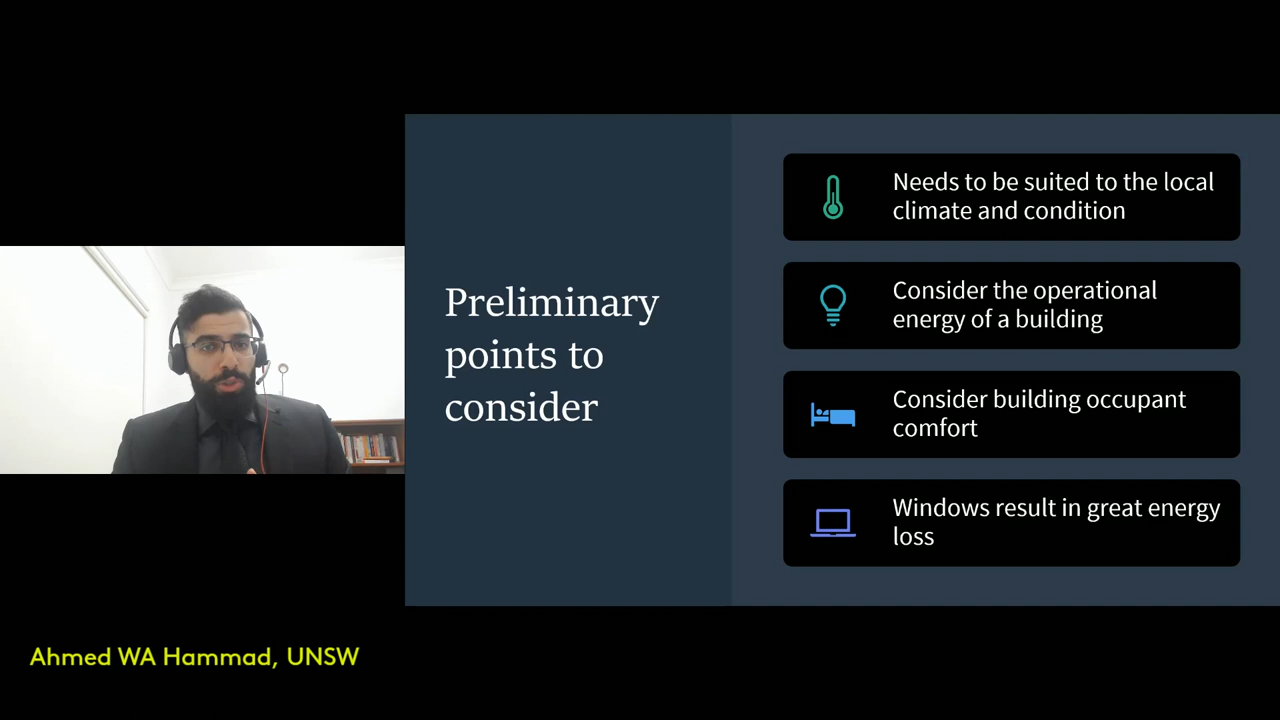 Preliminary
points to
consider
Needs to be suited to the local
climate and condition
Consider the operational
energy of a building
Consider building occupant
comfort
Windows result in great energy
loss
Ahmed WA Hammad, UNSW